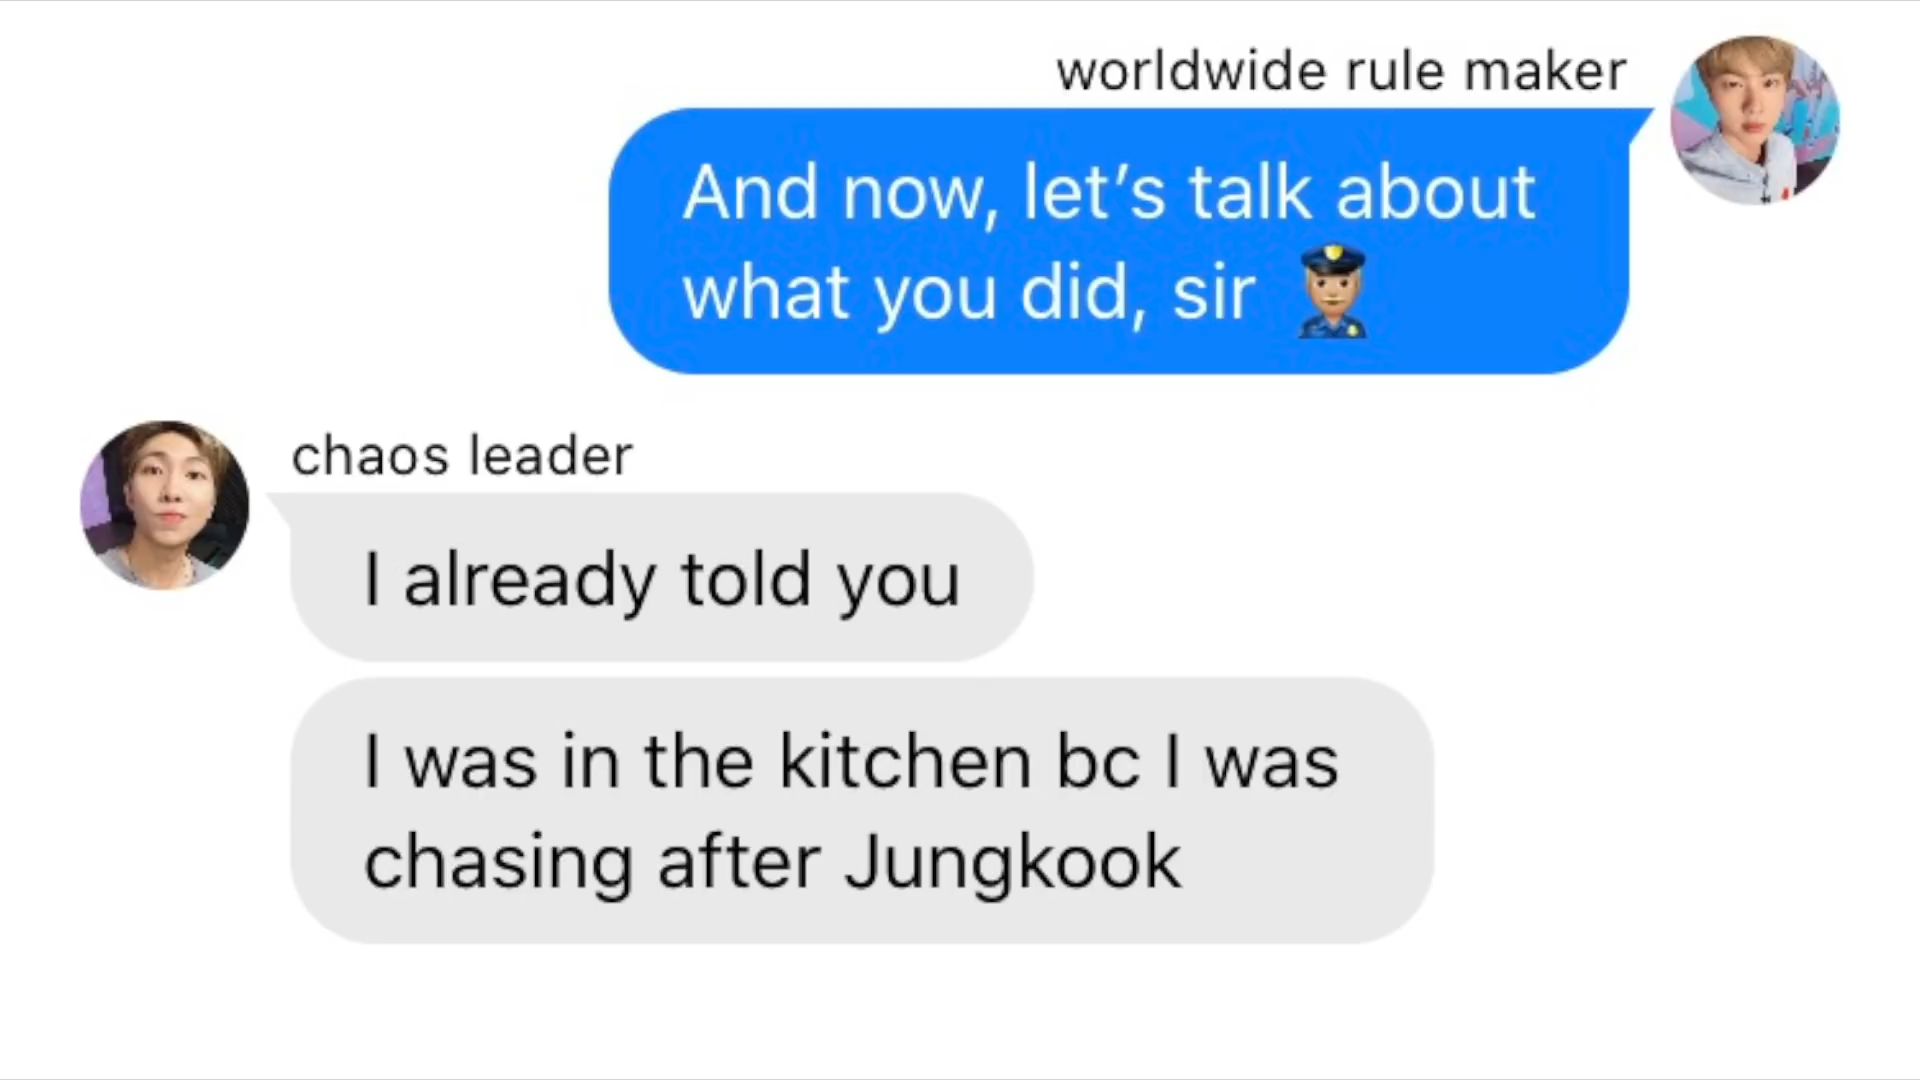 worldwide rule maker
And now, let’s talk about
what you did, sir 👮🏼
chaos leader
I already told you
I was in the kitchen bc I was
chasing after Jungkook